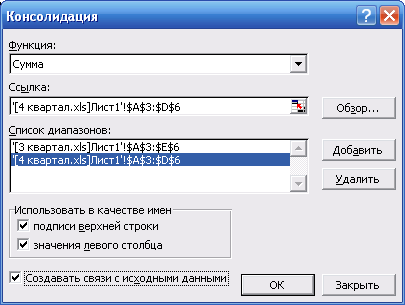 Консолидация
Функция:
Сумма
Ссылка:
'[4 квартал.xls]Лист1'!$A$3:$D$6
Обзор...
Список диапазонов:
'[3 квартал.xls]Лист1'!$A$3:$E$6
'[4 квартал.xls]Лист1'!$A$3:$D$6
Добавить
Удалить
Использовать в качестве имен
подписи верхней строки
значения левого столбца
Создавать связи с исходными данными
ОК
Закрыть